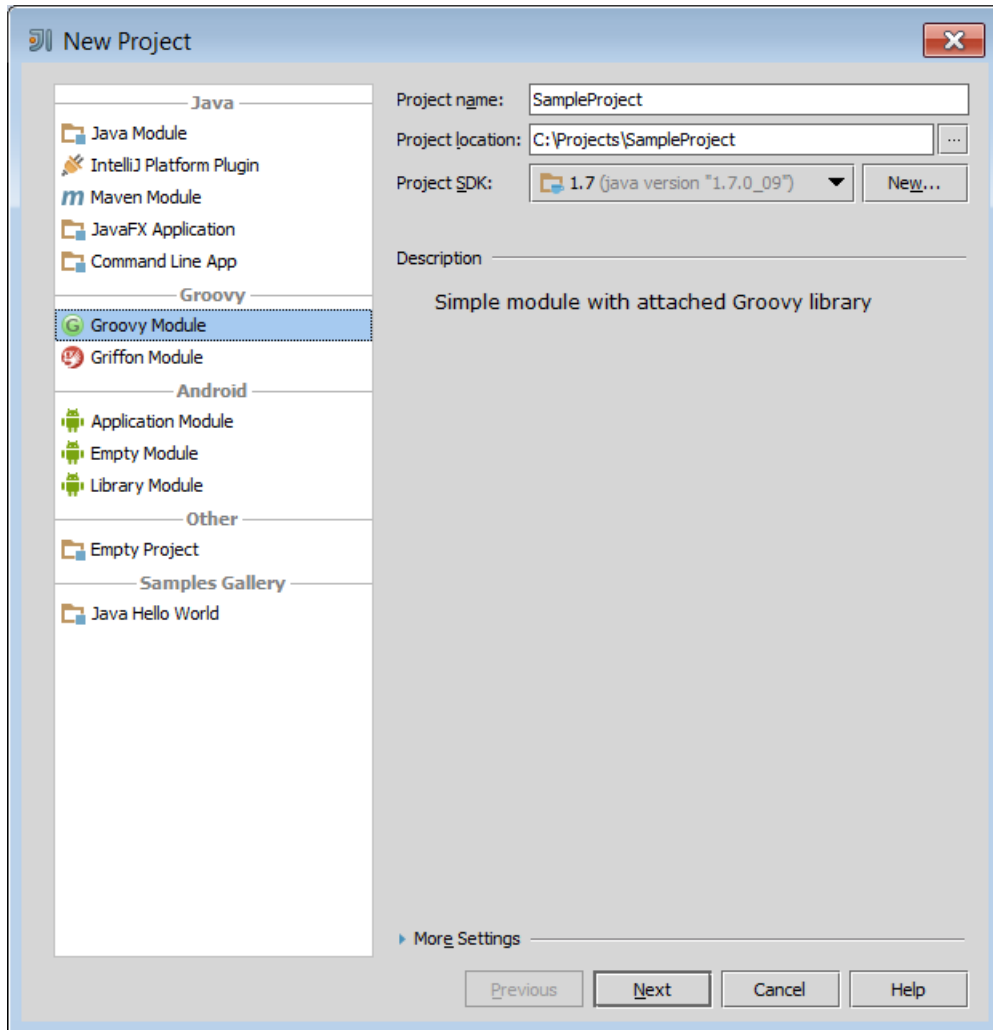 New Project
Java
Java Module
IntelliJ Platform Plugin
Maven Module
JavaFX Application
Command Line App
Groovy
Groovy Module
Griffon Module
Android
Application Module
Empty Module
Library Module
Other
Empty Project
Samples Gallery
Java Hello World
Project name: SampleProject
Project location: C:\Projects\SampleProject ...
Project SDK: 1.7 (java version "1.7.0_09") New...
Description
Simple module with attached Groovy library
More Settings
Previous Next Cancel Help